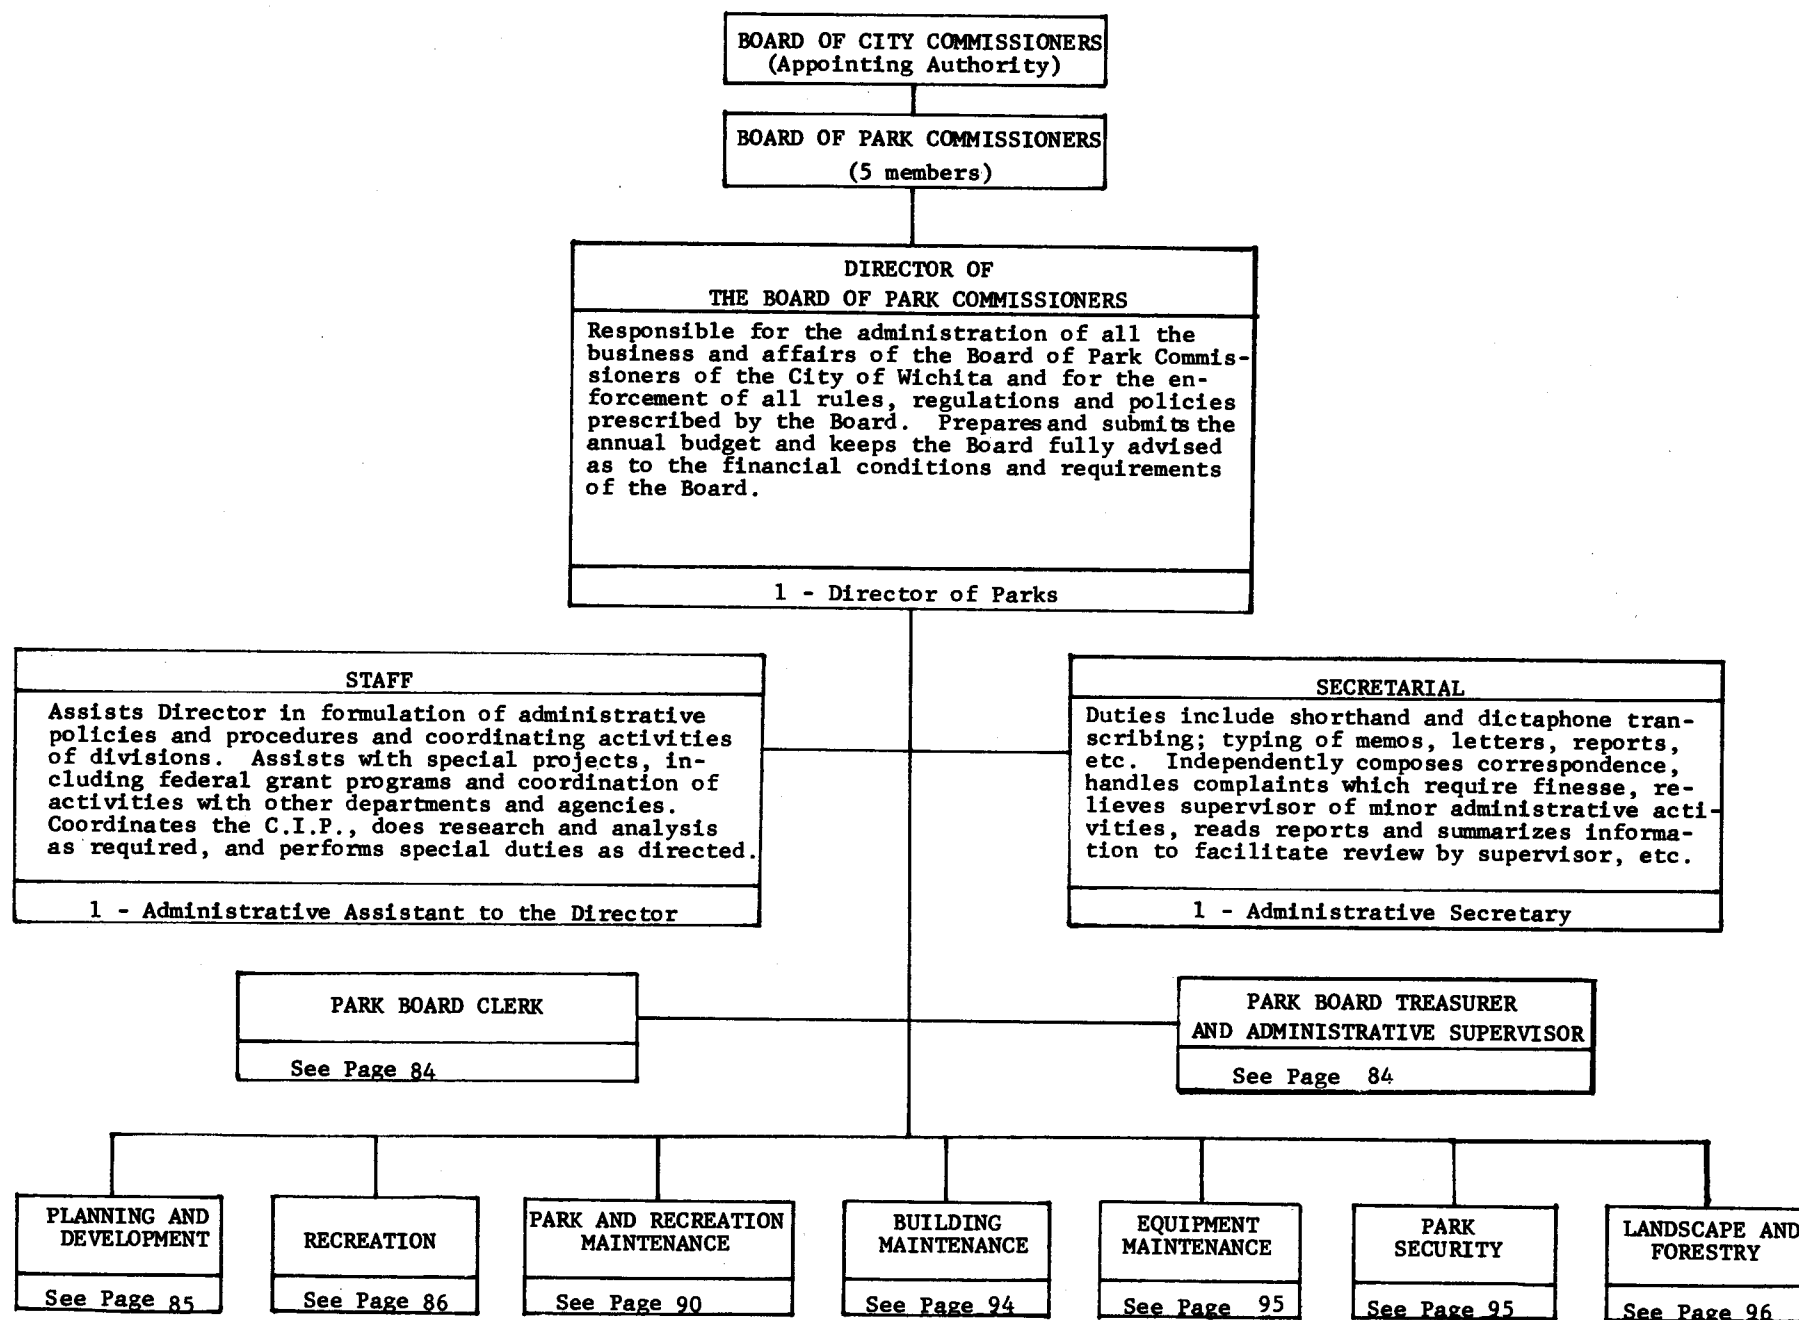 BOARD OF CITY COMMISSIONERS
(Appointing Authority)
BOARD OF PARK COMMISSIONERS
(5 members)
DIRECTOR OF
THE BOARD OF PARK COMMISSIONERS
Responsible for the administration of all the
business and affairs of the Board of Park Commis-
sioners of the City of Wichita and for the en-
forcement of all rules, regulations and policies
prescribed by the Board. Prepares and submits the
annual budget and keeps the Board fully advised
as to the financial conditions and requirements
of the Board.
1 - Director of Parks
STAFF
Assists Director in formulation of administrative
policies and procedures and coordinating activities
of divisions. Assists with special projects, in-
cluding federal grant programs and coordination of
activities with other departments and agencies.
Coordinates the C.I.P., does research and analysis
as required, and performs special duties as directed.
1 - Administrative Assistant to the Director
SECRETARIAL
Duties include shorthand and dictaphone tran-
scribing; typing of memos, letters, reports,
etc. Independently composes correspondence,
handles complaints which require finesse, re-
lieves supervisor of minor administrative acti-
vities, reads reports and summarizes informa-
tion to facilitate review by supervisor, etc.
1 - Administrative Secretary
PARK BOARD CLERK
See Page 84
PARK BOARD TREASURER
AND ADMINISTRATIVE SUPERVISOR
See Page 84
PLANNING AND
DEVELOPMENT
See Page 85
RECREATION
See Page 86
PARK AND RECREATION
MAINTENANCE
See Page 90
BUILDING
MAINTENANCE
See Page 94
EQUIPMENT
MAINTENANCE
See Page 95
PARK
SECURITY
See Page 95
LANDSCAPE AND
FORESTRY
See Page 96